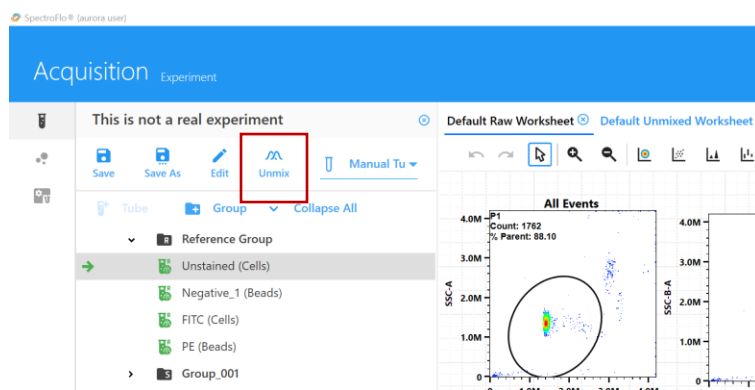 SpectroFlo® (aurora user)
Acquisition Experiment
This is not a real experiment
Default Raw Worksheet Default Unmixed Worksheet
Save Save As Edit Unmix Manual Tu
Tube Group Collapse All
Reference Group
Unstained (Cells)
Negative_1 (Beads)
FITC (Cells)
PE (Beads)
Group_001
All Events
P1
Count: 1762
% Parent: 88.10
SSC-A
4.0M
3.0M
2.0M
1.0M
0
SSC-B-A
4.0M
3.0M
2.0M
1.0M
0